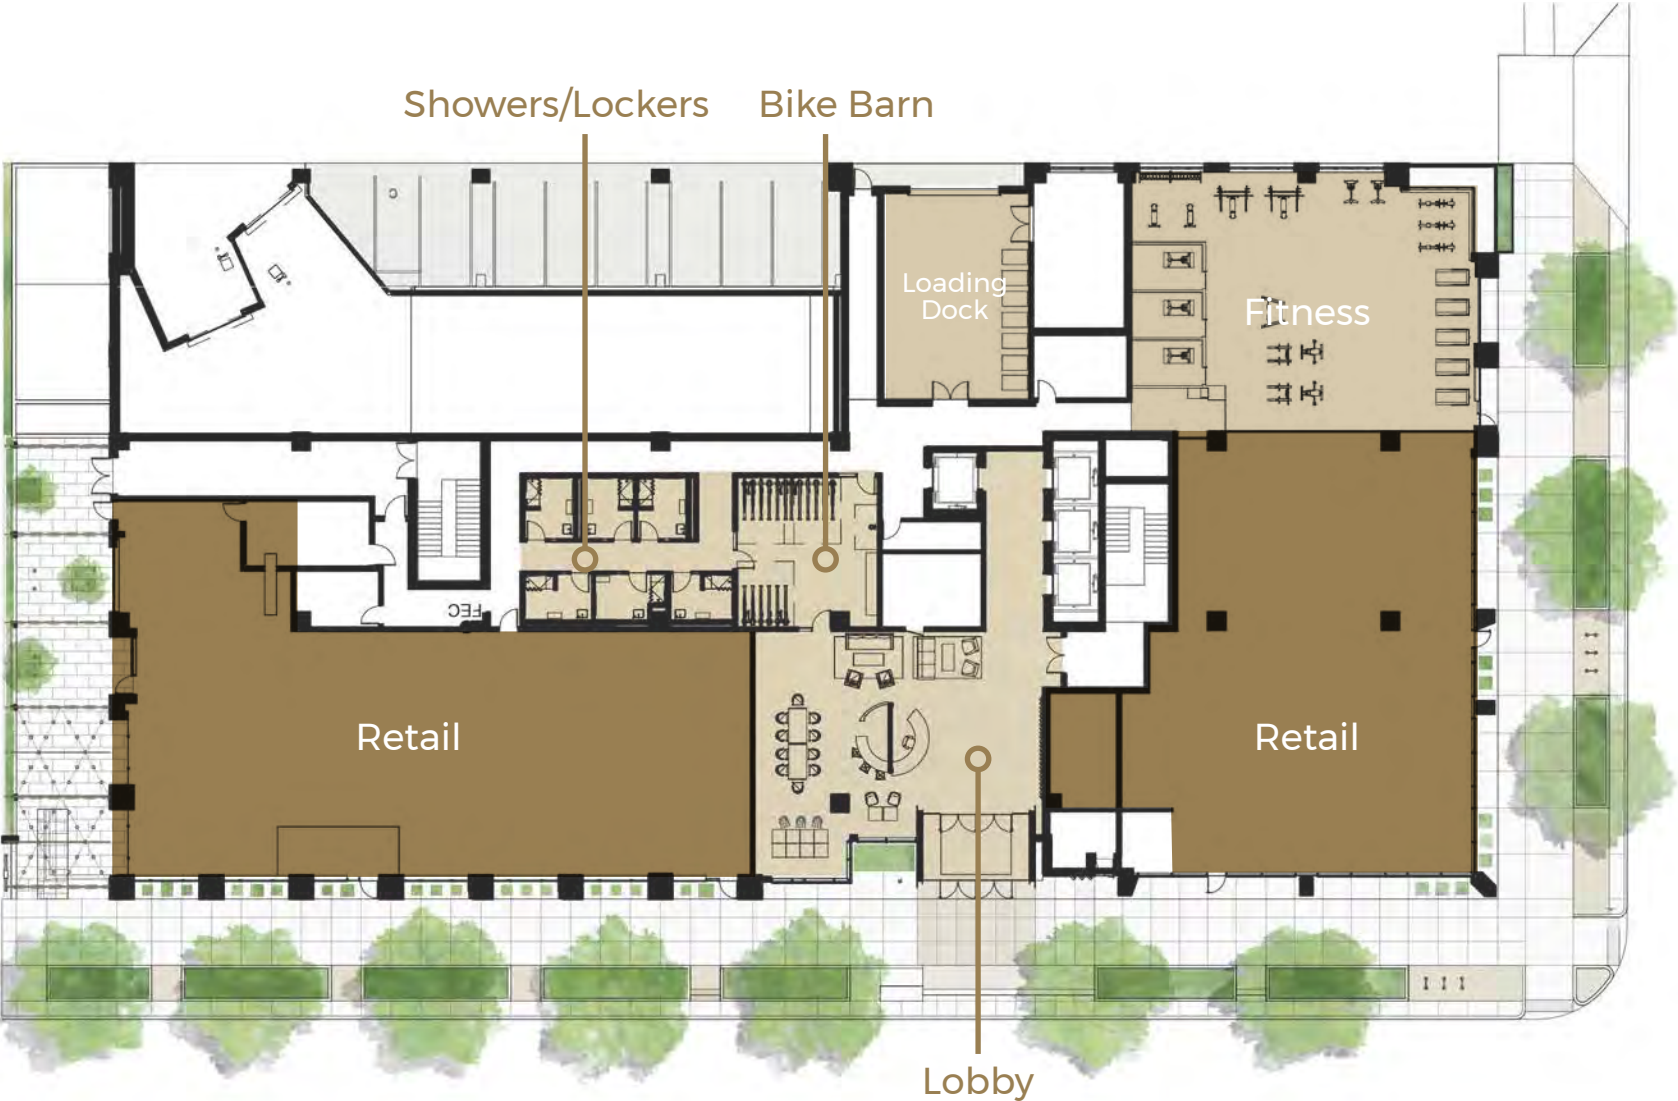 Showers/Lockers
Bike Barn
Loading
Dock
Fitness
FEC
Retail
Retail
Lobby